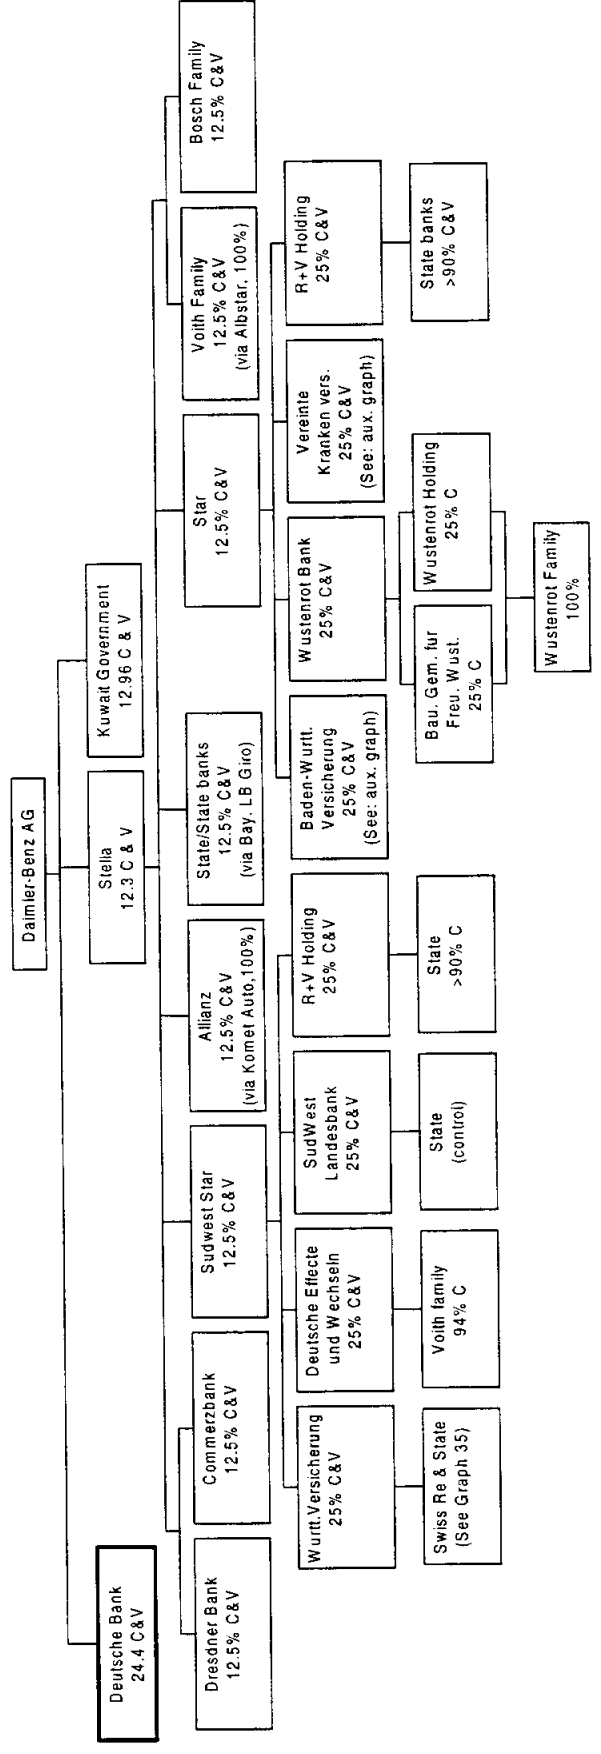 Daimler-Benz AG
Deutsche Bank
24.4 C&V
Stella
12.3 C & V
Kuwait Government
12.96 C & V
Dresdner Bank
12.5% C&V
Commerzbank
12.5% C&V
Sudwest Star
12.5% C&V
Allianz
12.5% C&V
(via Komet Auto,100%)
State/State banks
12.5% C&V
(via Bay. LB Giro)
Star
12.5% C&V
Voith Family
12.5% C&V
(via Albstar, 100%)
Bosch Family
12.5% C&V
Wurtt.Versicherung
25% C&V
Deutsche Effecte
und Wechseln
25% C&V
SudWest
Landesbank
25% C&V
R+V Holding
25% C&V
Baden-Wurtt.
Versicherung
25% C&V
(See: aux. graph)
Wustenrot Bank
25% C&V
Vereinte
Kranken vers.
25% C&V
(See: aux. graph)
R+V Holding
25% C&V
Swiss Re & State
(See Graph 35)
Voith family
94% C
State
(control)
State
>90% C
Bau. Gem. fur
Freu. Wust.
25% C
Wustenrot Holding
25% C
State banks
>90% C&V
Wustenrot Family
100%